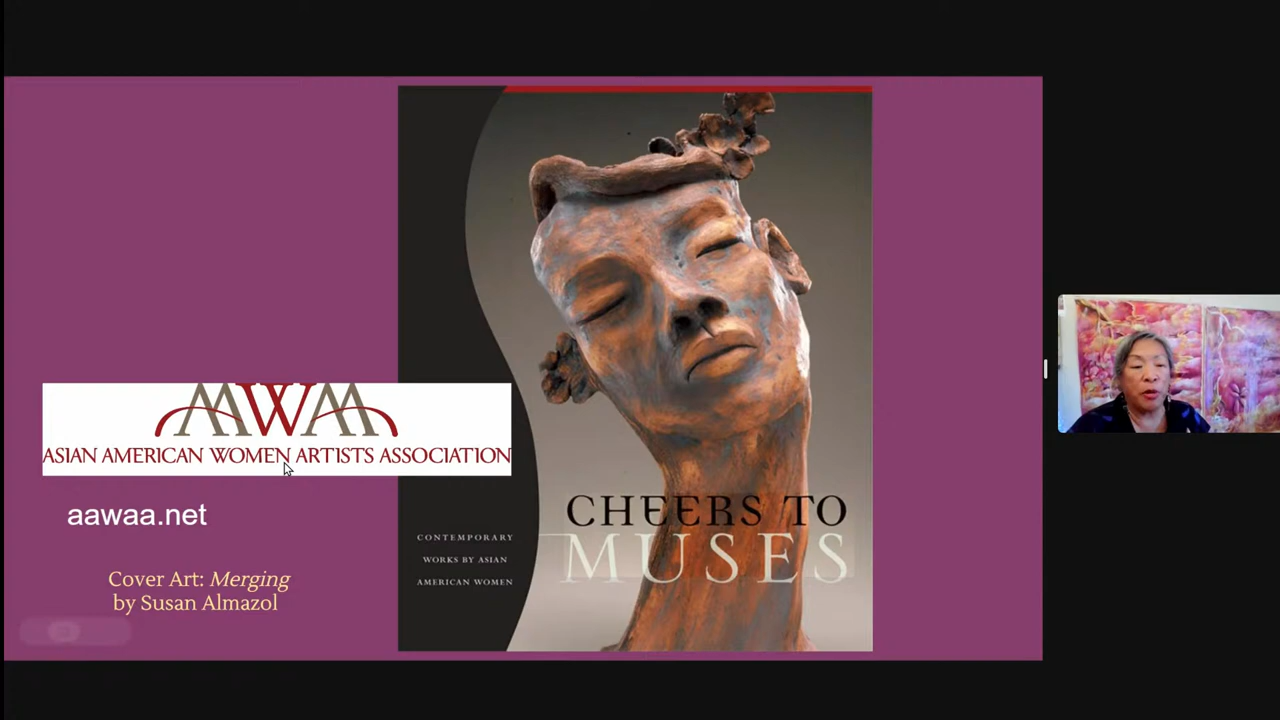 AAWAA
ASIAN AMERICAN WOMEN ARTISTS ASSOCIATION
aawaa.net
Cover Art: Merging
by Susan Almazol
CHEERS TO
MUSES
CONTEMPORARY
WORKS BY ASIAN
AMERICAN WOMEN